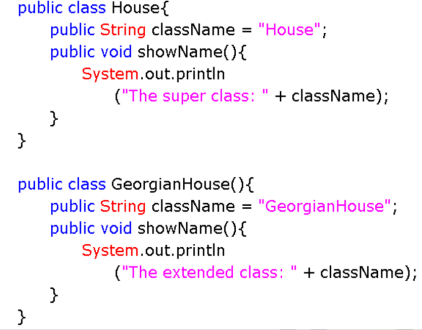 public class House{
public String className = "House";
public void showName(){
System.out.println
("The super class: " + className);
}
}
public class GeorgianHouse(){
public String className = "GeorgianHouse";
public void showName(){
System.out.println
("The extended class: " + className);
}
}